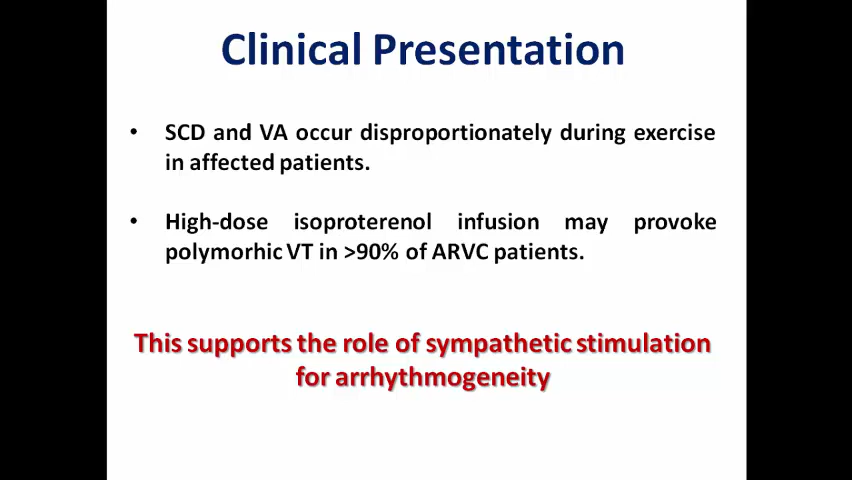 Clinical Presentation
• SCD and VA occur disproportionately during exercise
in affected patients.
• High-dose isoproterenol infusion may provoke
polymorhic VT in >90% of ARVC patients.
This supports the role of sympathetic stimulation
for arrhythmogeneity